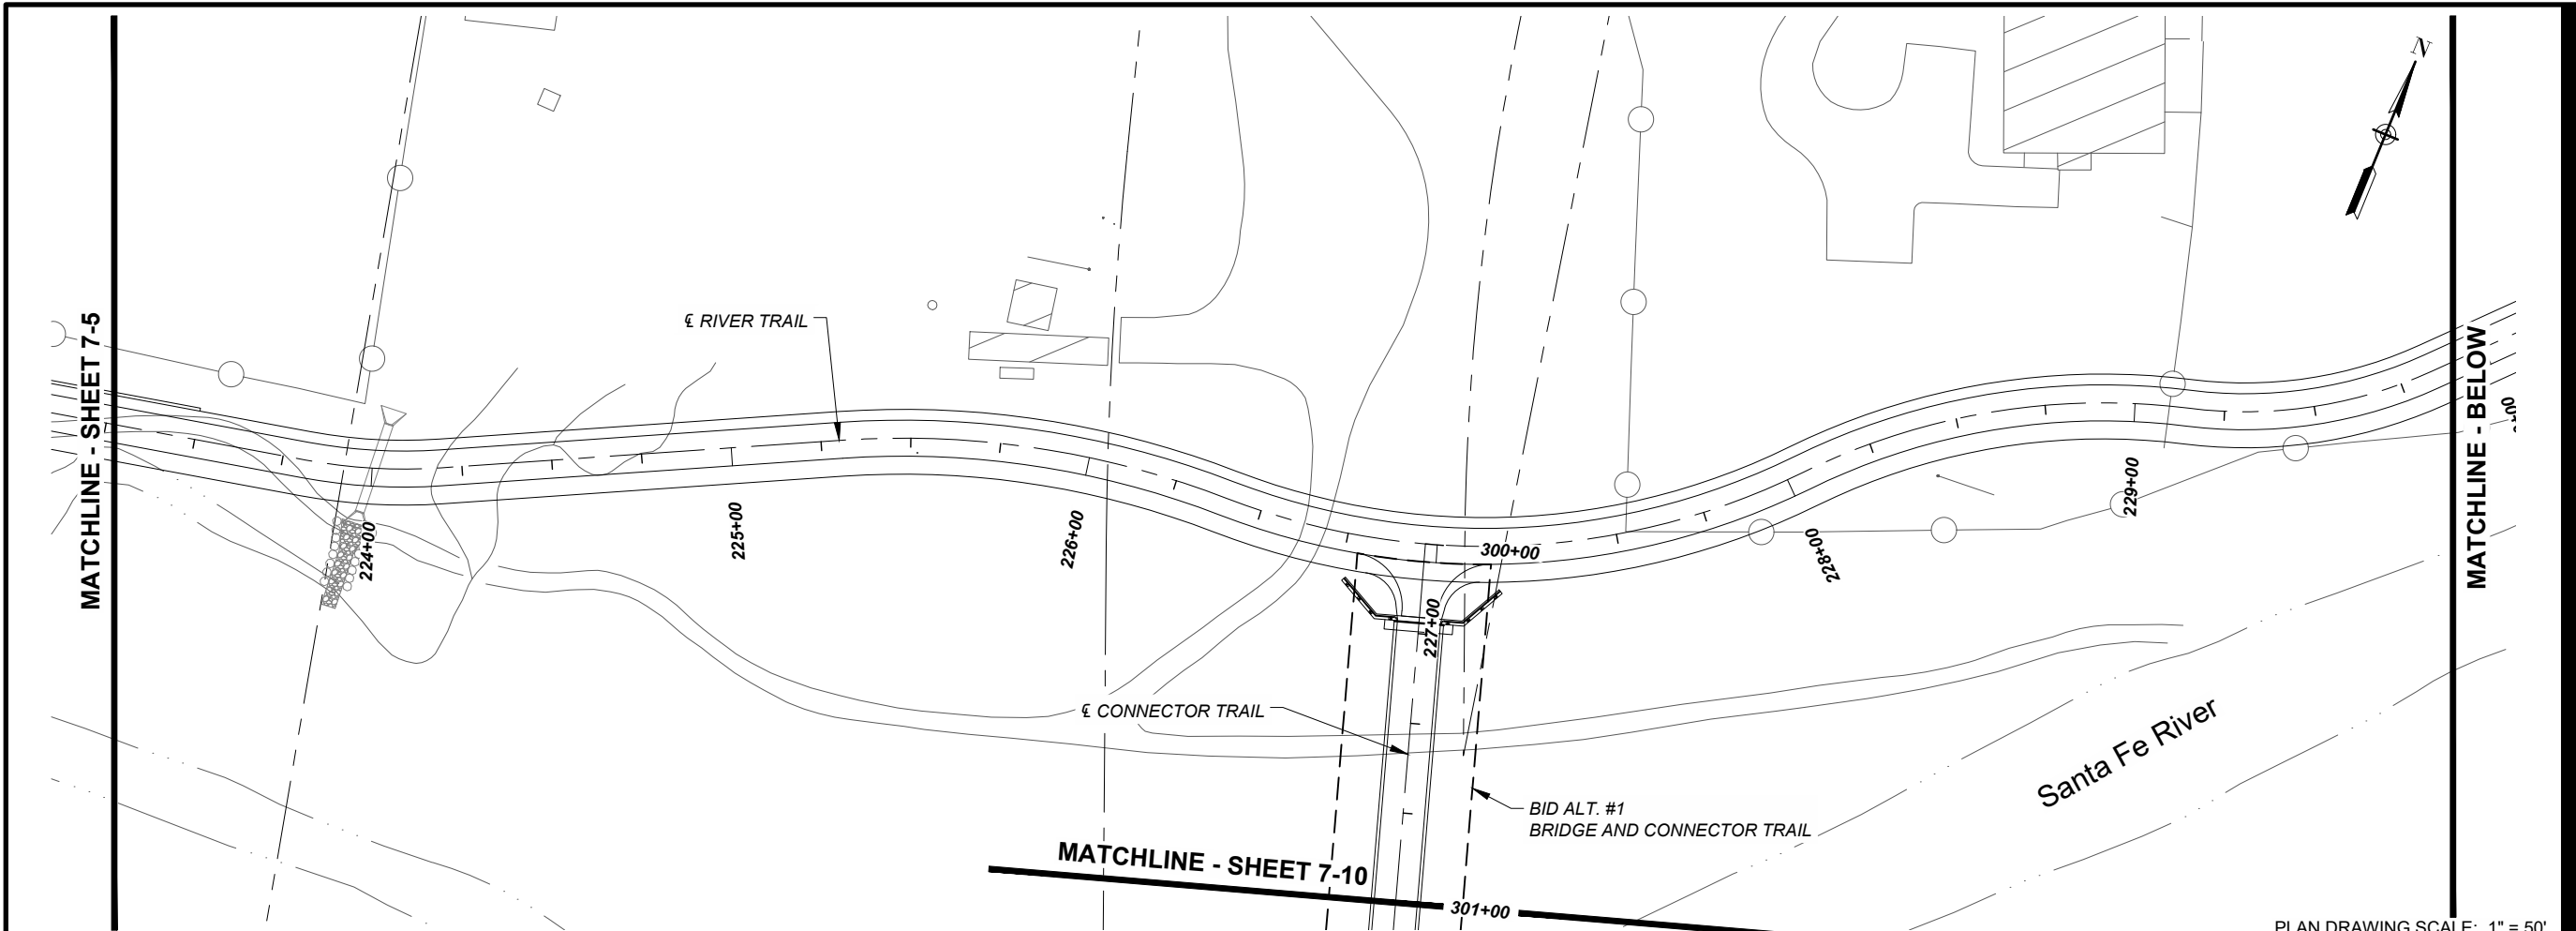 N
MATCHLINE - SHEET 7-5
℄ RIVER TRAIL
MATCHLINE - BELOW
224+00
225+00
226+00
300+00
227+00
228+00
229+00
℄ CONNECTOR TRAIL
Santa Fe River
BID ALT. #1
BRIDGE AND CONNECTOR TRAIL
MATCHLINE - SHEET 7-10
301+00
PLAN DRAWING SCALE: 1" = 50'